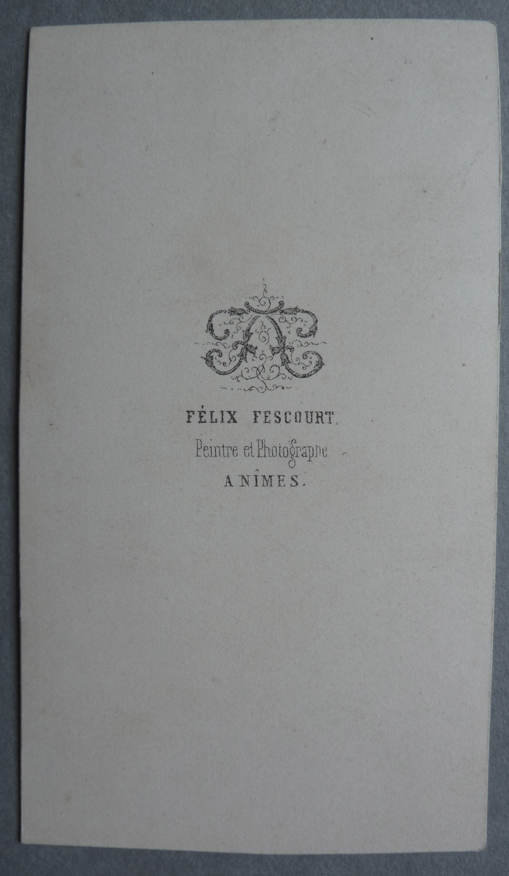 FÉLIX FESCOURT.
Peintre et Photographe
A NÎMES.